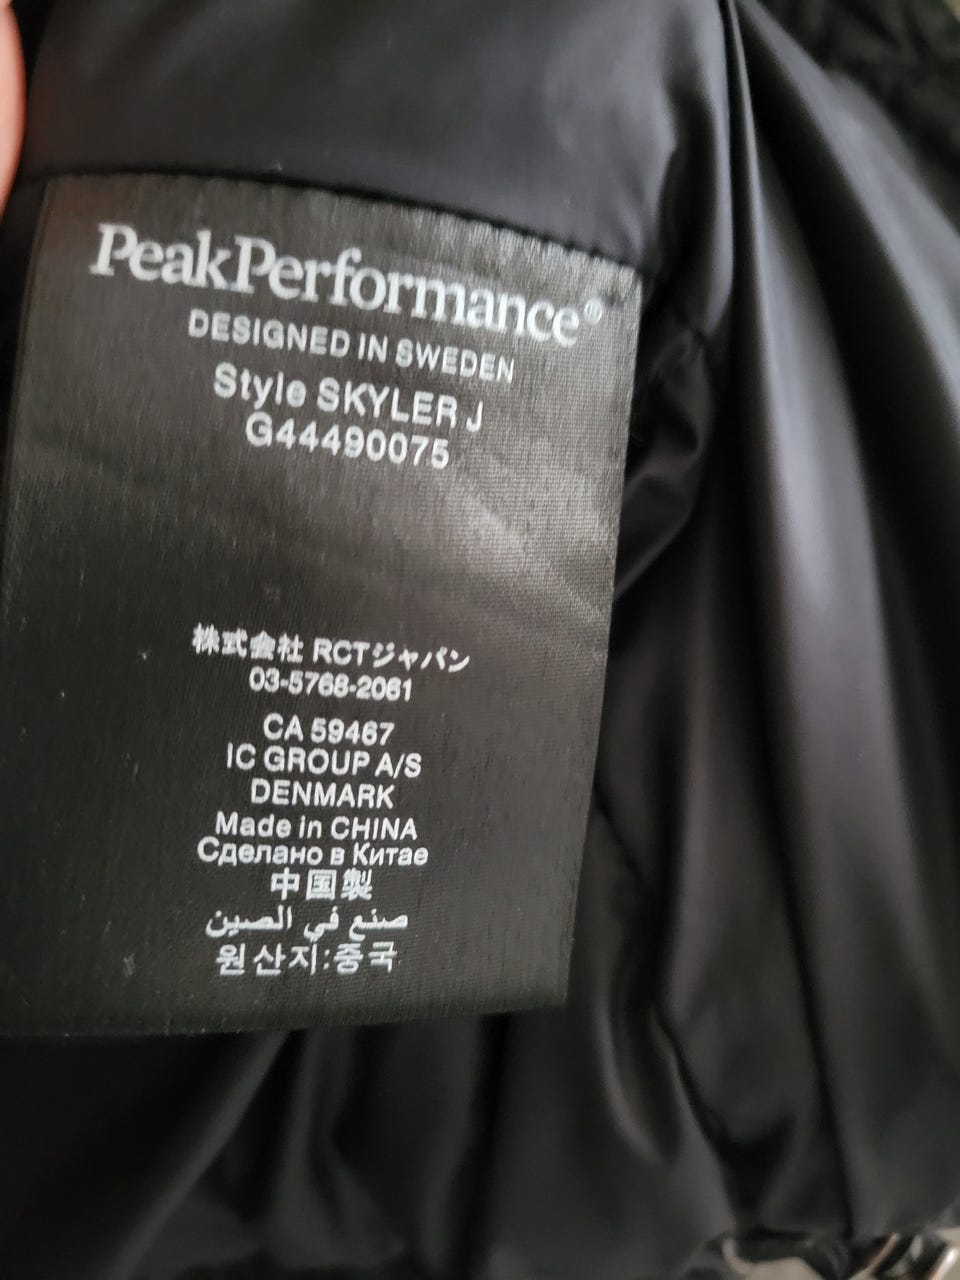 PeakPerformance®
DESIGNED IN SWEDEN
Style SKYLER J
G44490075
株式会社 RCTジャパン
03-5768-2061
CA 59467
IC GROUP A/S
DENMARK
Made in CHINA
Сделано в Китае
中国製
صنع في الصين
원산지:중국